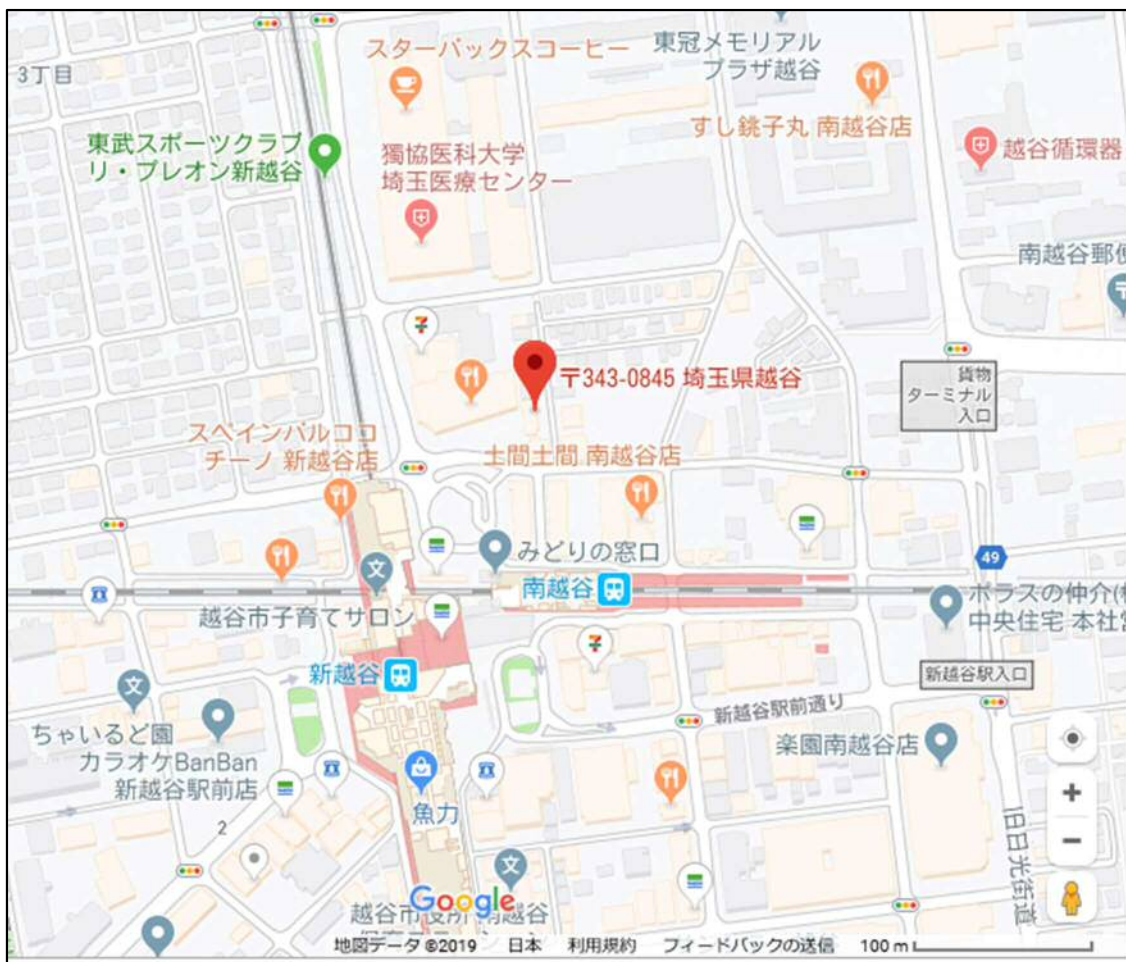 スターバックスコーヒー
東冠メモリアル
プラザ越谷
3丁目
すし銚子丸 南越谷店
東武スポーツクラブ
リ・ブレオン新越谷
獨協医科大学
埼玉医療センター
越谷循環器
南越谷郵便
〒343-0845 埼玉県越谷
貨物
ターミナル
入口
スペインバルココ
チーノ 新越谷店
土間土間 南越谷店
みどりの窓口
49
南越谷
ポラスの仲介(株
中央住宅 本社営
越谷市子育てサロン
新越谷
新越谷駅入口
新越谷駅前通り
ちゃいるど園
カラオケBanBan
新越谷駅前店
楽園南越谷店
魚力
2
旧日光街道
Google
越谷市役所 南越谷
地図データ ©2019 日本 利用規約 フィードバックの送信 100 m